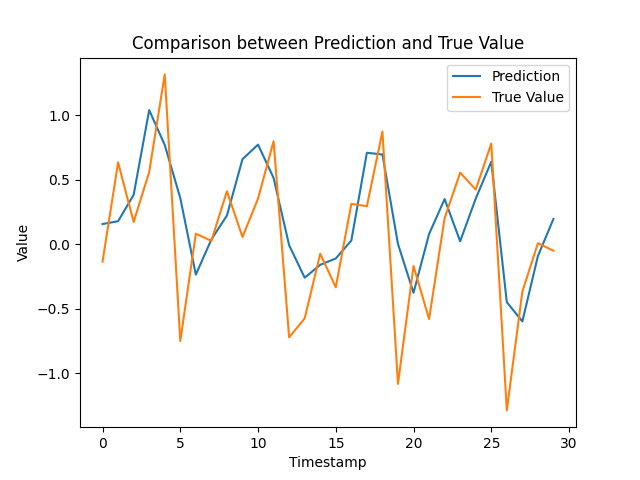 Comparison between Prediction and True Value
Prediction
True Value
1.0
0.5
0.0
−0.5
−1.0
Value
0 5 10 15 20 25 30
Timestamp